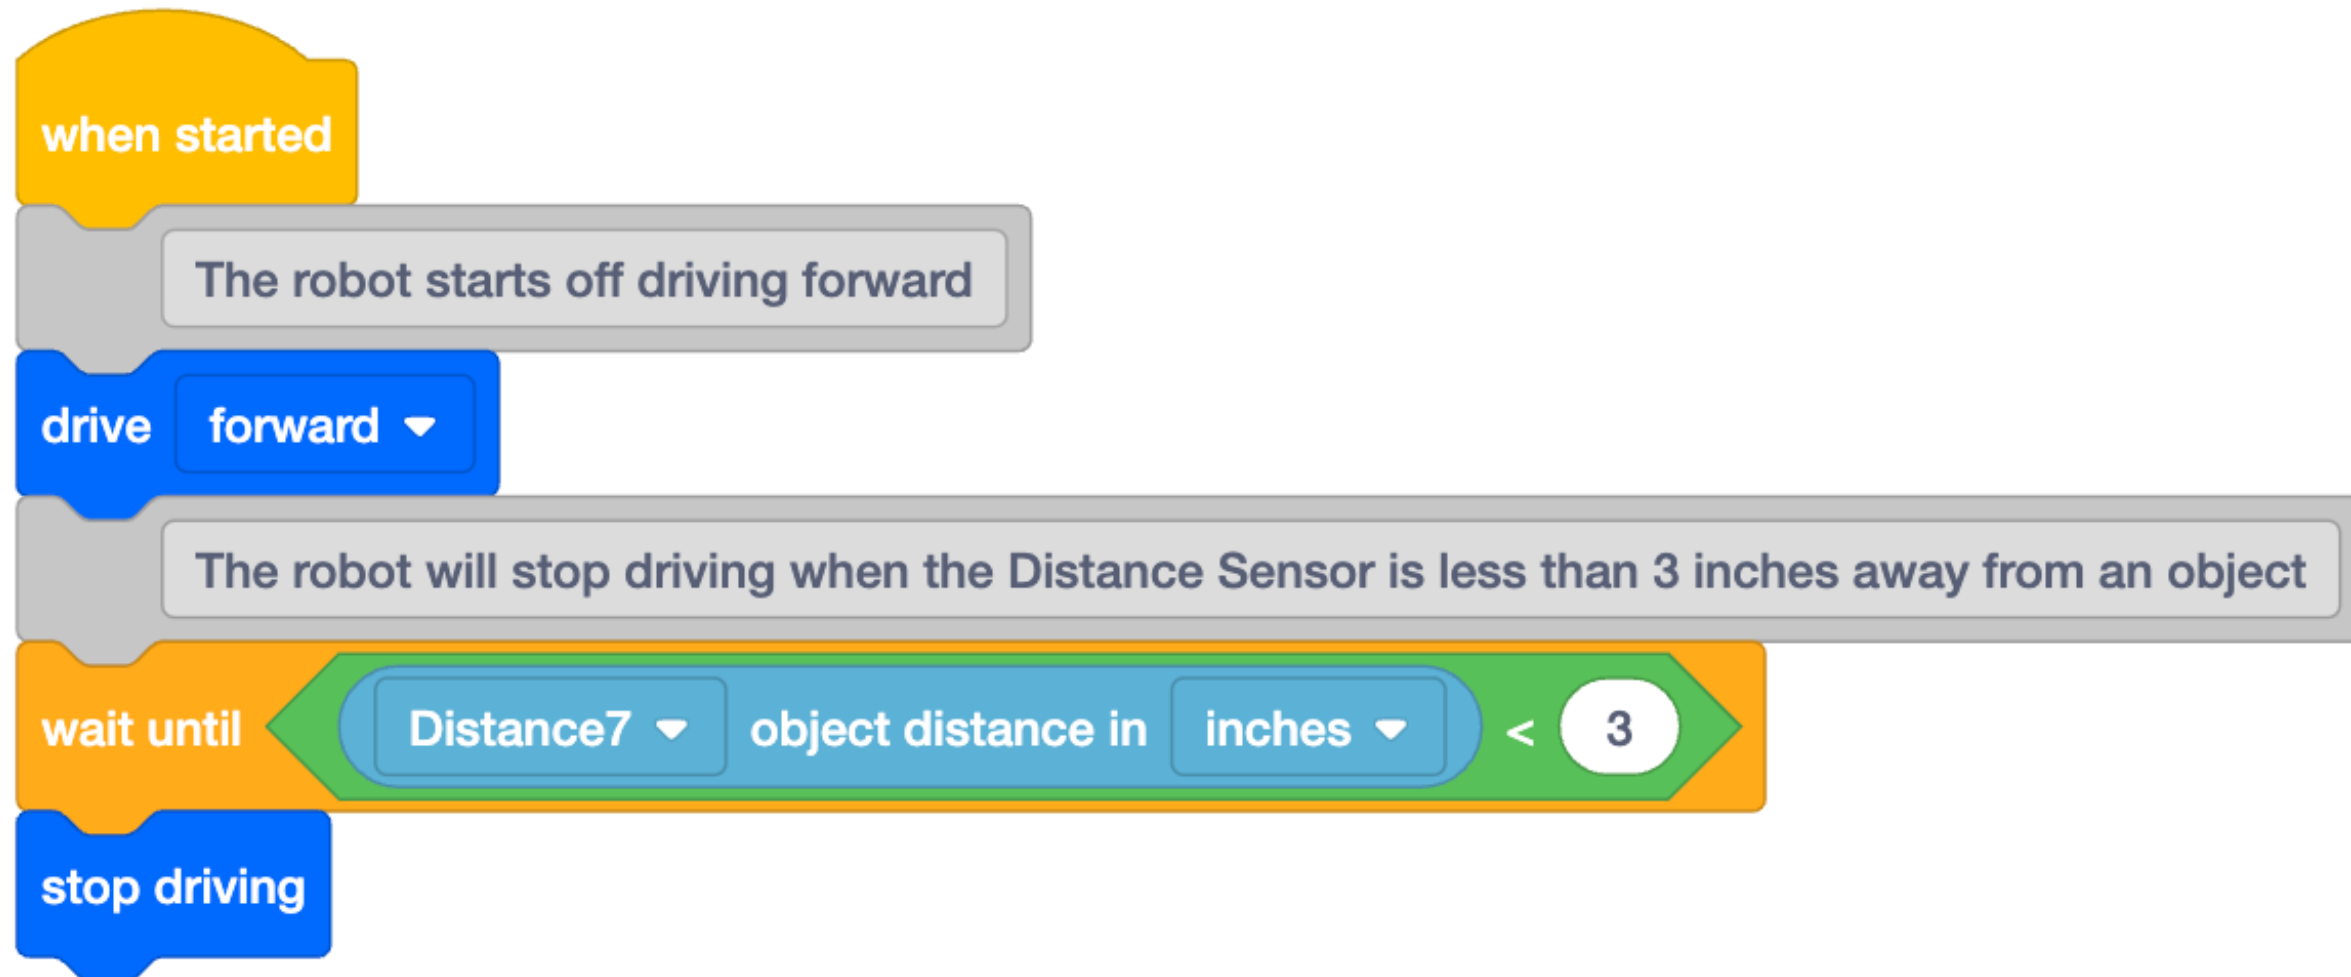 when started
The robot starts off driving forward
drive forward
The robot will stop driving when the Distance Sensor is less than 3 inches away from an object
wait until Distance7 object distance in inches < 3
stop driving